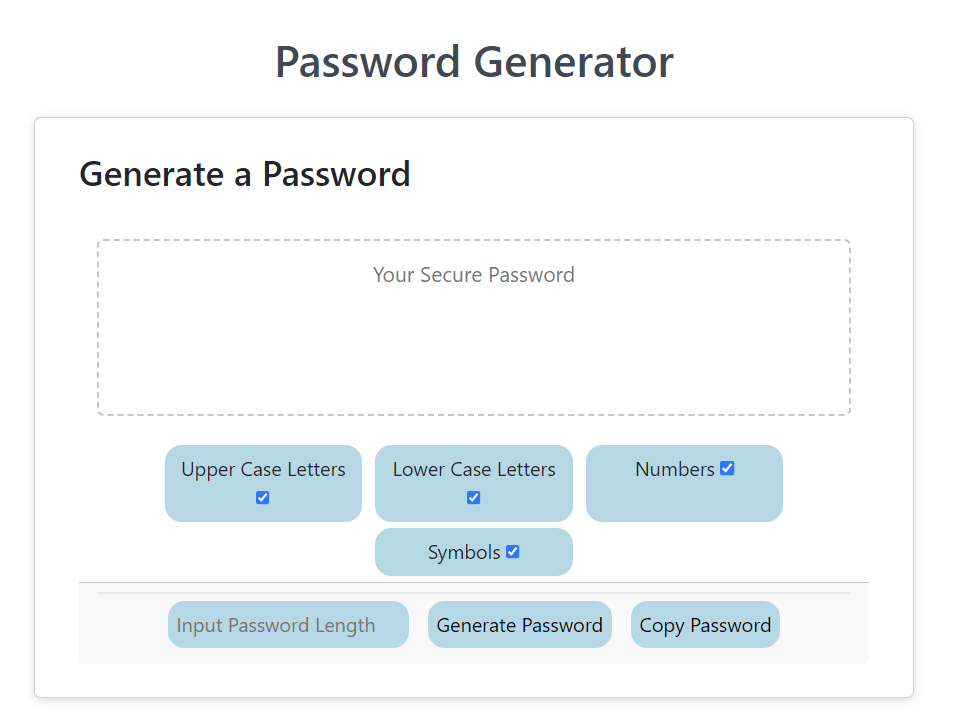 Password Generator
Generate a Password
Your Secure Password
Upper Case Letters
Lower Case Letters
Numbers
Symbols
Input Password Length
Generate Password
Copy Password